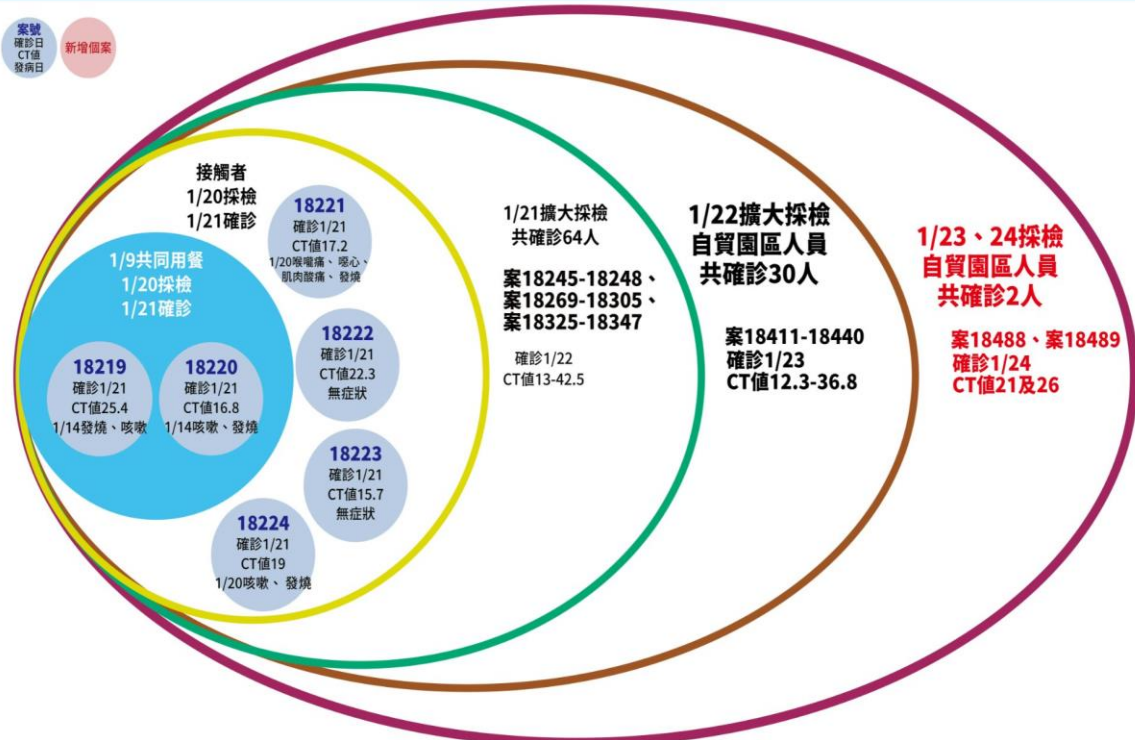 案號
確診日
CT值
發病日
新增個案
接觸者
1/20採檢
1/21確診
18221
確診1/21
CT值17.2
1/20喉嚨痛、噁心、
肌肉酸痛、發燒
1/9共同用餐
1/20採檢
1/21確診
18219
確診1/21
CT值25.4
1/14發燒、咳嗽
18220
確診1/21
CT值16.8
1/14咳嗽、發燒
18222
確診1/21
CT值22.3
無症狀
18223
確診1/21
CT值15.7
無症狀
18224
確診1/21
CT值19
1/20咳嗽、發燒
1/21擴大採檢
共確診64人
案18245-18248、
案18269-18305、
案18325-18347
確診1/22
CT值13-42.5
1/22擴大採檢
自貿園區人員
共確診30人
案18411-18440
確診1/23
CT值12.3-36.8
1/23、24採檢
自貿園區人員
共確診2人
案18488、案18489
確診1/24
CT值21及26